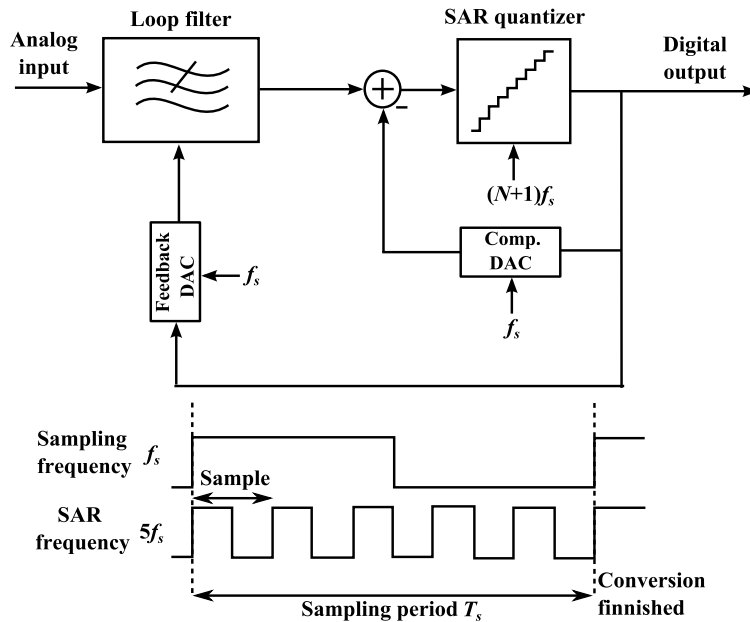 Loop filter
SAR quantizer
Analog
input
Digital
output
+
−
(N+1)fs
Feedback
DAC
fs
Comp.
DAC
fs
Sampling
frequency fs
Sample
SAR
frequency 5fs
Sampling period Ts
Conversion
finnished